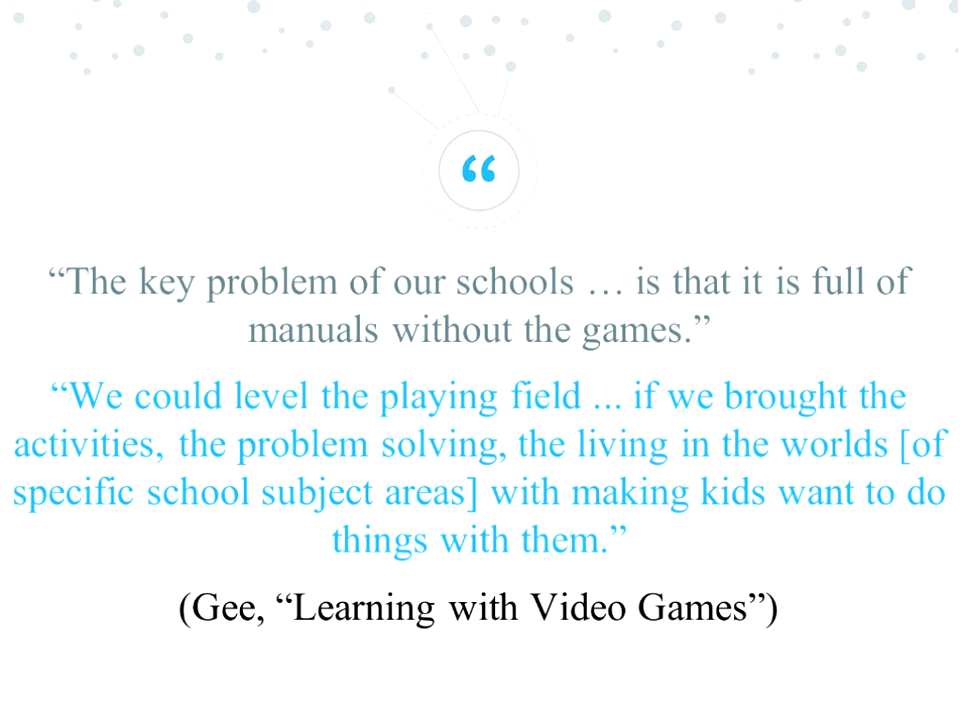 “
“The key problem of our schools … is that it is full of
manuals without the games.”
“We could level the playing field ... if we brought the
activities, the problem solving, the living in the worlds [of
specific school subject areas] with making kids want to do
things with them.”
(Gee, “Learning with Video Games”)